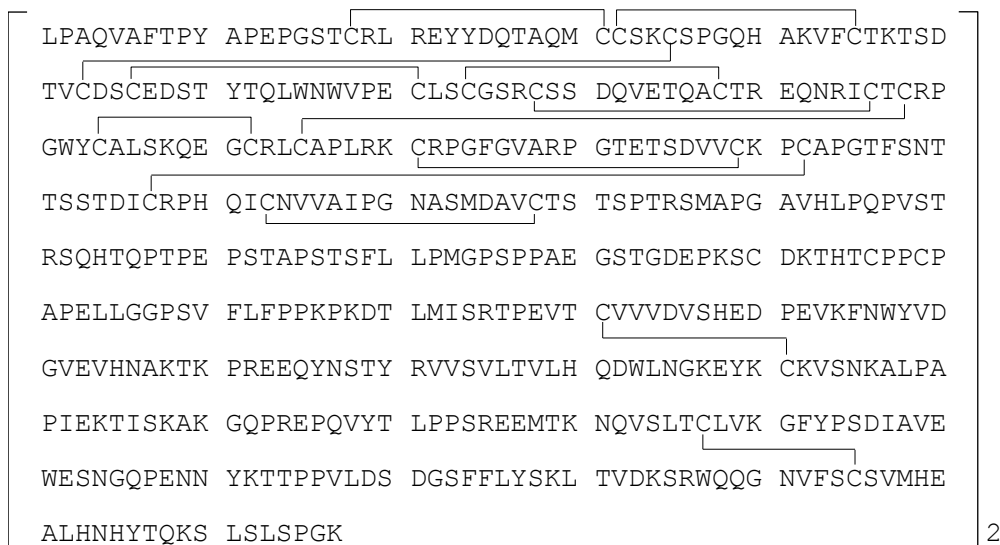 LPAQVAFTPY APEPGSTCRL REYYDQTAQM CCSKCSPGQH AKVFCTKTSD
TVCDSCEDST YTQLWNWVPE CLSCGSRCSS DQVETQACTR EQNRICTCRP
GWYCALSKQEG CRLCAPLRK CRPGFGVARP GTETSDVVCK PCAPGTFSNT
TSSTDICRPH QICNVVAIPG NASMDAVCTS TSPTRSMAPG AVHLPQPVST
RSQHTQPTPE PSTAPSTSFL LPMGPSPPAE GSTGDEPKSC DKTHTCPPCP
APELLGGPSV FLFPPKPKDT LMISRTPEVT CVVVDVSHED PEVKFNWYVD
GVEVHNAKTK PREEQYNSTY RVVSVLTVLH QDWLNGKEYK CKVSNKALPA
PIEKTISKAK GQPREPQVYT LPPSREEMTK NQVSLTCLVK GFYPSDIAVE
WESNGQPENN YKTTPPVLDS DGSFFLYSKL TVDKSRWQQG NVFSCSVMHE
ALHNHYTQKS LSLSPGK
2